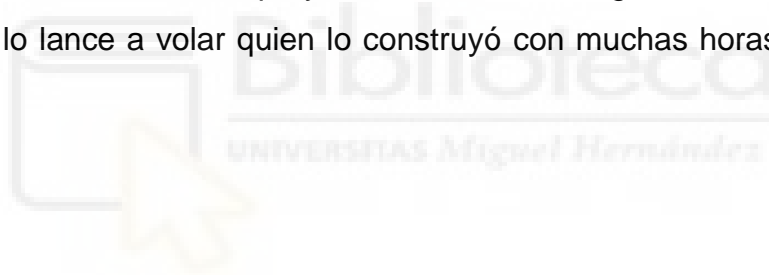 lo lance a volar quien lo construyó con muchas horas
Biblioteca
UNIVERSITAS Miguel Hernández